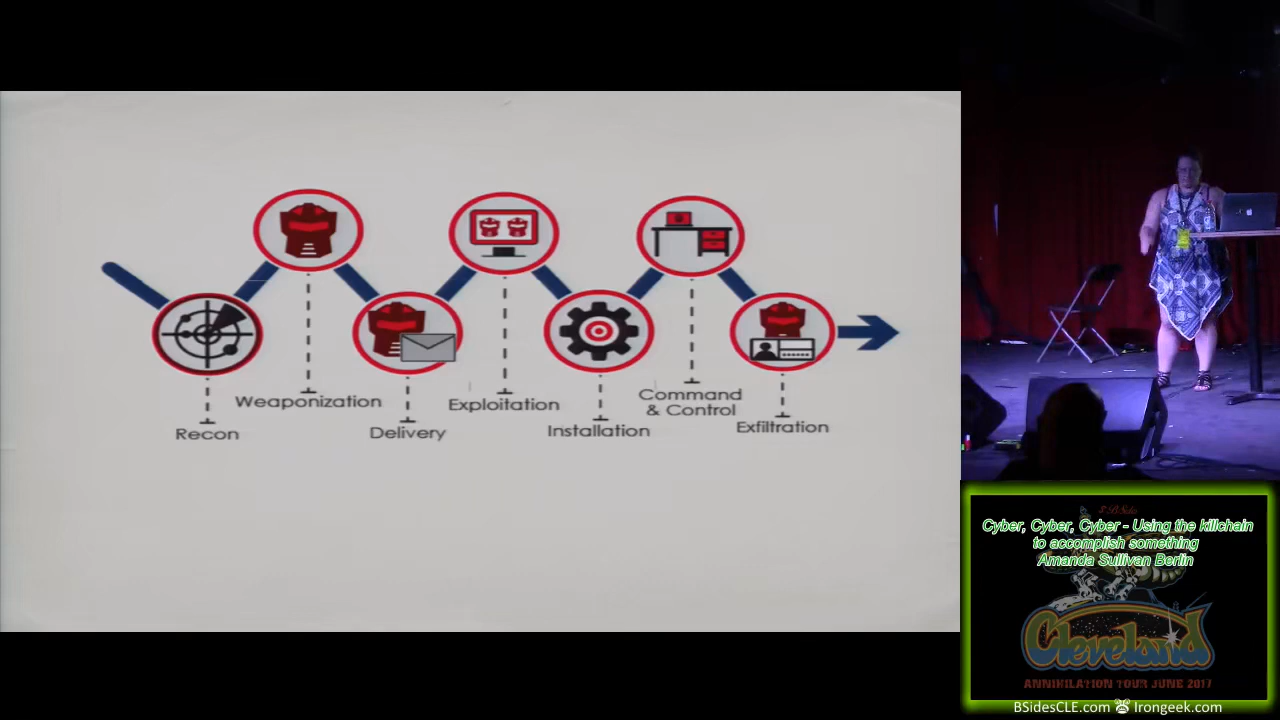 Recon
Weaponization
Delivery
Exploitation
Installation
Command
& Control
Exfiltration
Cyber, Cyber, Cyber - Using the killchain
to accomplish something
Amanda Sullivan Berlin
Cleveland
ANNIHILATION TOUR JUNE 2017
BSidesCLE.com Irongeek.com